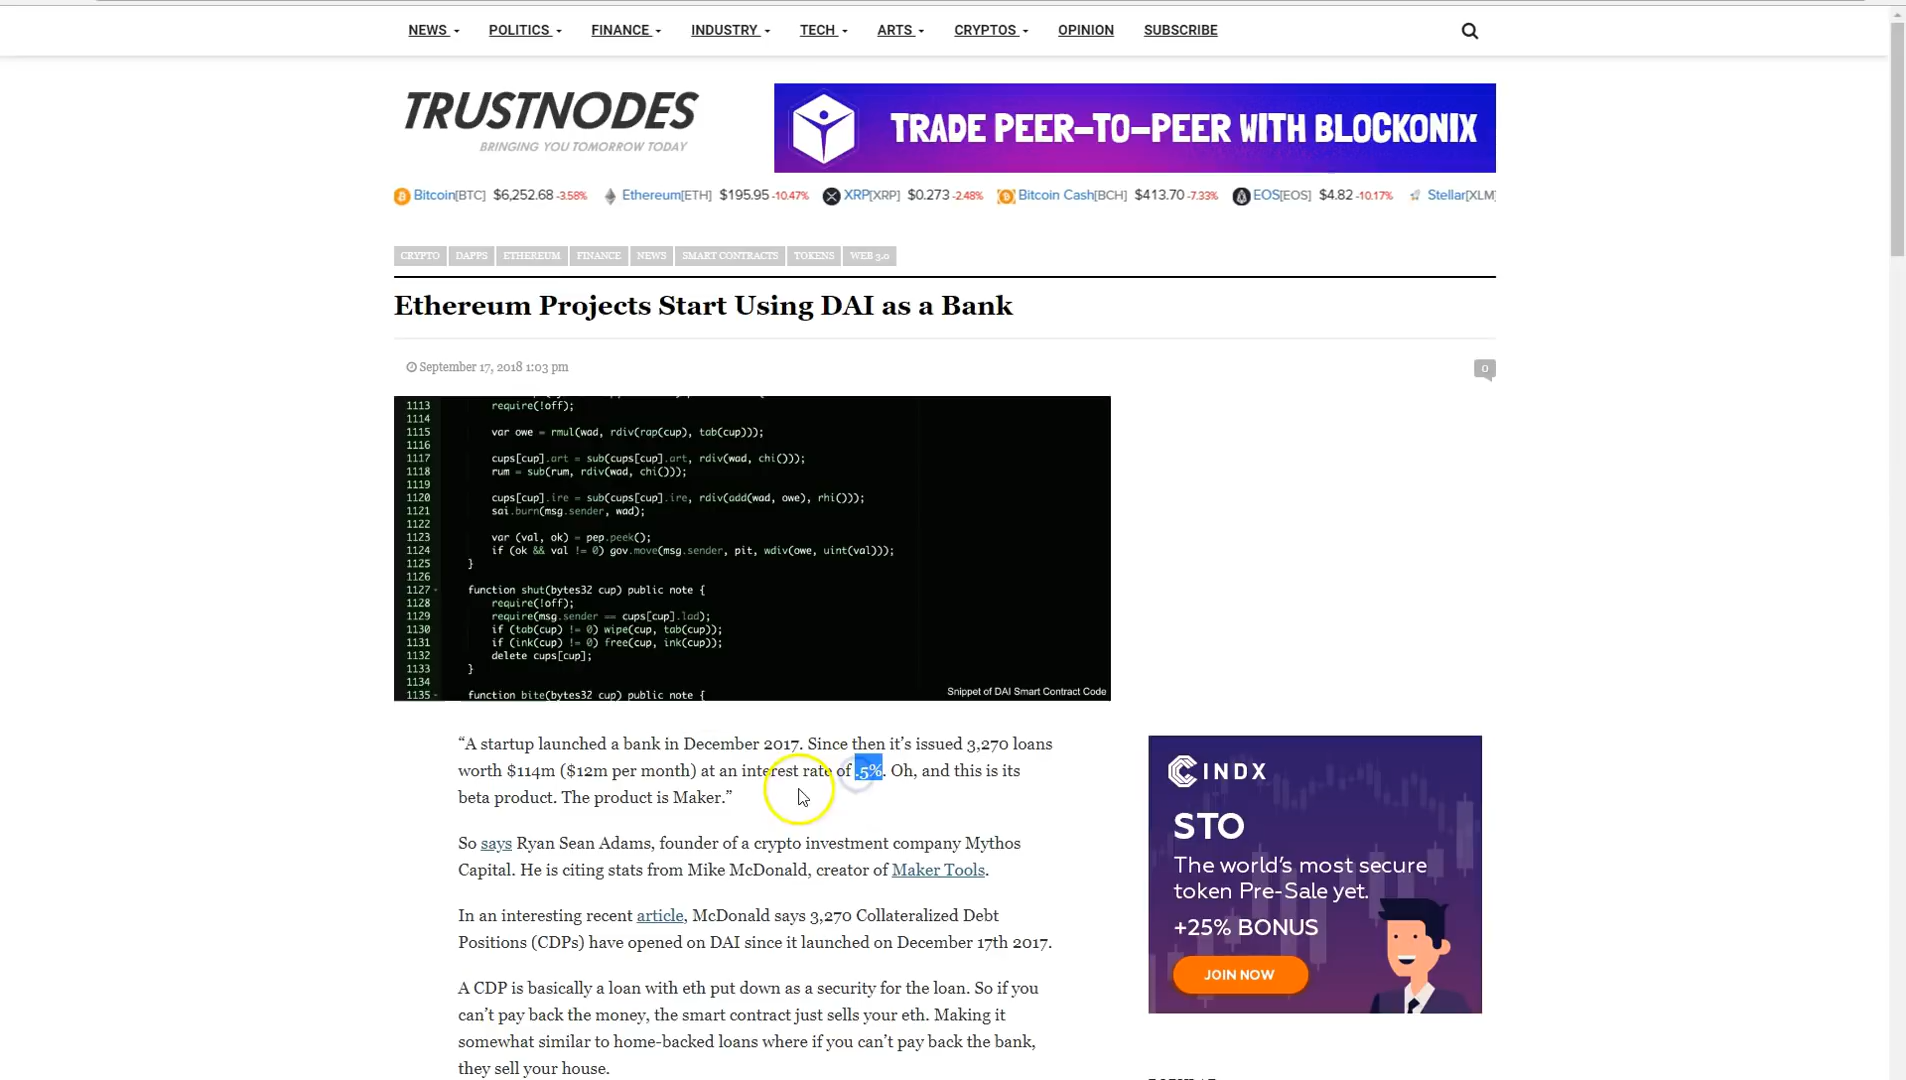 NEWS POLITICS FINANCE INDUSTRY TECH ARTS CRYPTOS OPINION SUBSCRIBE
TRUSTNODES
BRINGING YOU TOMORROW TODAY
TRADE PEER-TO-PEER WITH BLOCKONIX
Bitcoin[BTC] $6,252.68 -3.58% Ethereum[ETH] $195.95 -10.47% XRP[XRP] $0.273 -2.48% Bitcoin Cash[BCH] $413.70 -7.33% EOS[EOS] $4.82 -10.17% Stellar[XLM]
CRYPTO DAPPS ETHEREUM FINANCE NEWS SMART CONTRACTS TOKENS WEB 3.0
Ethereum Projects Start Using DAI as a Bank
September 17, 2018 1:03 pm
0
1113 require(!off);
1114
1115 var owe = rmul(wad, rdiv(rap(cup), tab(cup)));
1116
1117 cups[cup].art = sub(cups[cup].art, rdiv(wad, chi()));
1118 rum = sub(rum, rdiv(wad, chi()));
1119
1120 cups[cup].ire = sub(cups[cup].ire, rdiv(add(wad, owe), rhi()));
1121 sai.burn(msg.sender, wad);
1122
1123 var (val, ok) = pep.peek();
1124 if (ok && val != 0) gov.move(msg.sender, pit, wdiv(owe, uint(val)));
1125 }
1126
1127 function shut(bytes32 cup) public note {
1128 require(!off);
1129 require(msg.sender == cups[cup].lad);
1130 if (tab(cup) != 0) wipe(cup, tab(cup));
1131 if (ink(cup) != 0) free(cup, ink(cup));
1132 delete cups[cup];
1133 }
1134
1135 function bite(bytes32 cup) public note {
Snippet of DAI Smart Contract Code
“A startup launched a bank in December 2017. Since then it’s issued 3,270 loans
worth $114m ($12m per month) at an interest rate of .5%. Oh, and this is its
beta product. The product is Maker.”
So says Ryan Sean Adams, founder of a crypto investment company Mythos
Capital. He is citing stats from Mike McDonald, creator of Maker Tools.
In an interesting recent article, McDonald says 3,270 Collateralized Debt
Positions (CDPs) have opened on DAI since it launched on December 17th 2017.
A CDP is basically a loan with eth put down as a security for the loan. So if you
can’t pay back the money, the smart contract just sells your eth. Making it
somewhat similar to home-backed loans where if you can’t pay back the bank,
they sell your house.
CINDX
STO
The world’s most secure
token Pre-Sale yet.
+25% BONUS
JOIN NOW